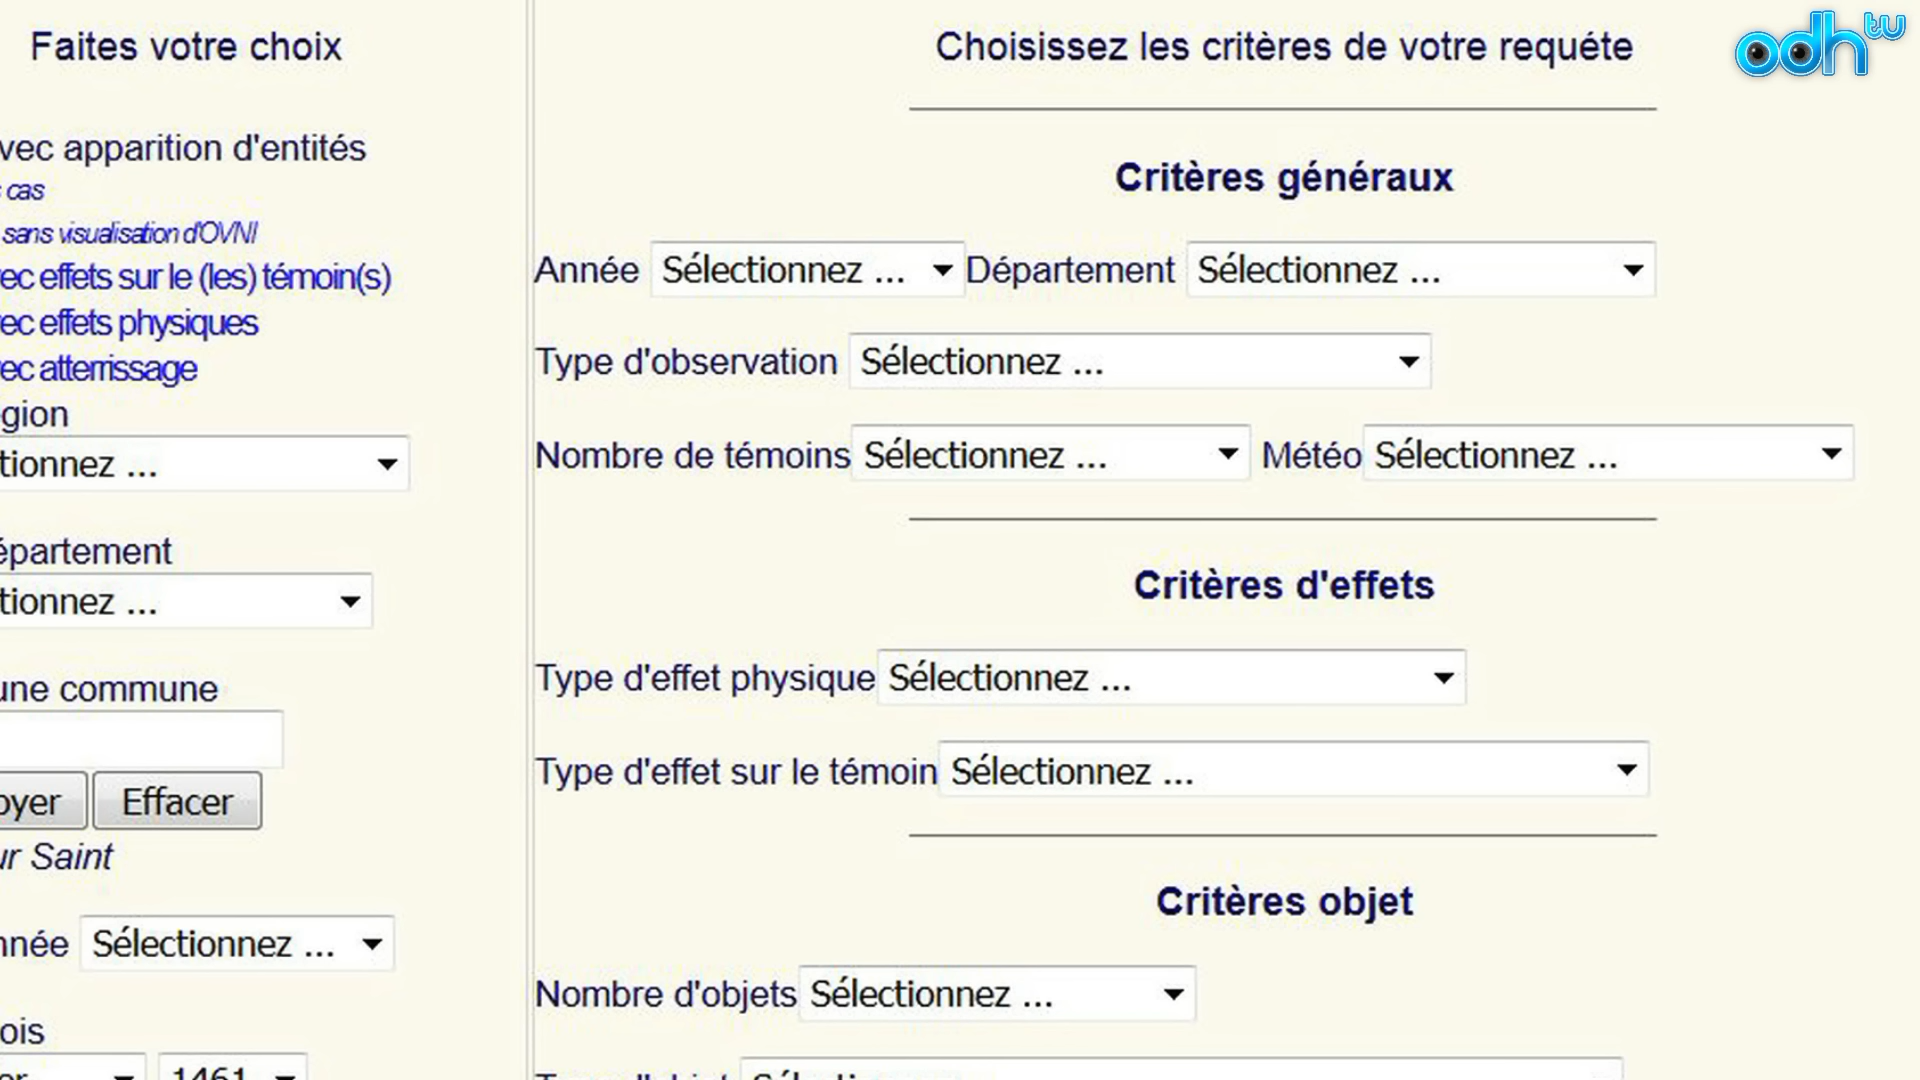 Faites votre choix
vec apparition d'entités
cas
sans visualisation d'OVNI
ec effets sur le (les) témoin(s)
ec effets physiques
ec atterrissage
gion
tionnez ...
épartement
tionnez ...
une commune
oyer Effacer
ur Saint
nnée Sélectionnez ...
ois
1461
Choisissez les critères de votre requéte
Critères généraux
Année Sélectionnez ... Département Sélectionnez ...
Type d'observation Sélectionnez ...
Nombre de témoins Sélectionnez ... Météo Sélectionnez ...
Critères d'effets
Type d'effet physique Sélectionnez ...
Type d'effet sur le témoin Sélectionnez ...
Critères objet
Nombre d'objets Sélectionnez ...
odh tv